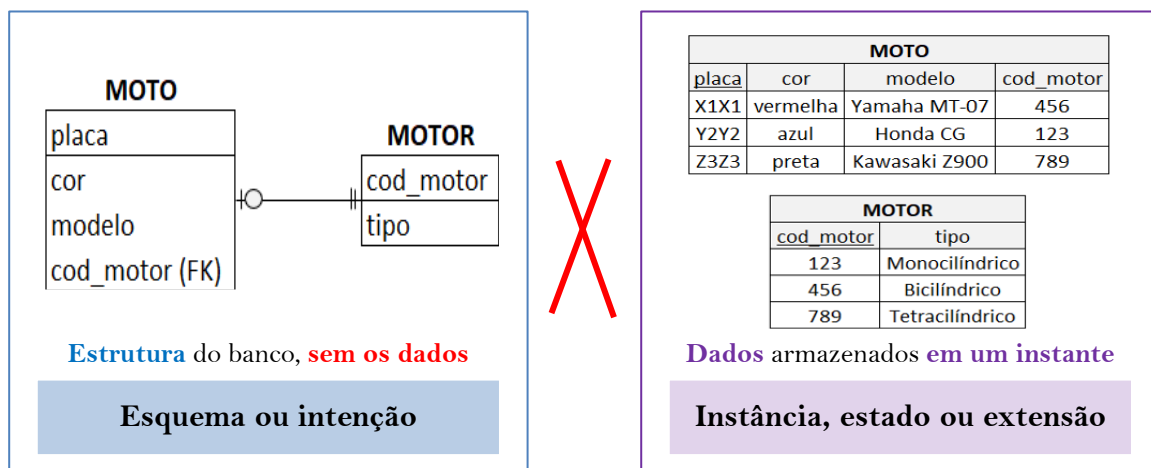 MOTO
placa
cor
modelo
cod_motor (FK)
MOTOR
cod_motor
tipo
Estrutura do banco, sem os dados
Esquema ou intenção
MOTO
placa cor modelo cod_motor
X1X1 vermelha Yamaha MT-07 456
Y2Y2 azul Honda CG 123
Z3Z3 preta Kawasaki Z900 789
MOTOR
cod_motor tipo
123 Monocilíndrico
456 Bicilíndrico
789 Tetracilíndrico
Dados armazenados em um instante
Instância, estado ou extensão